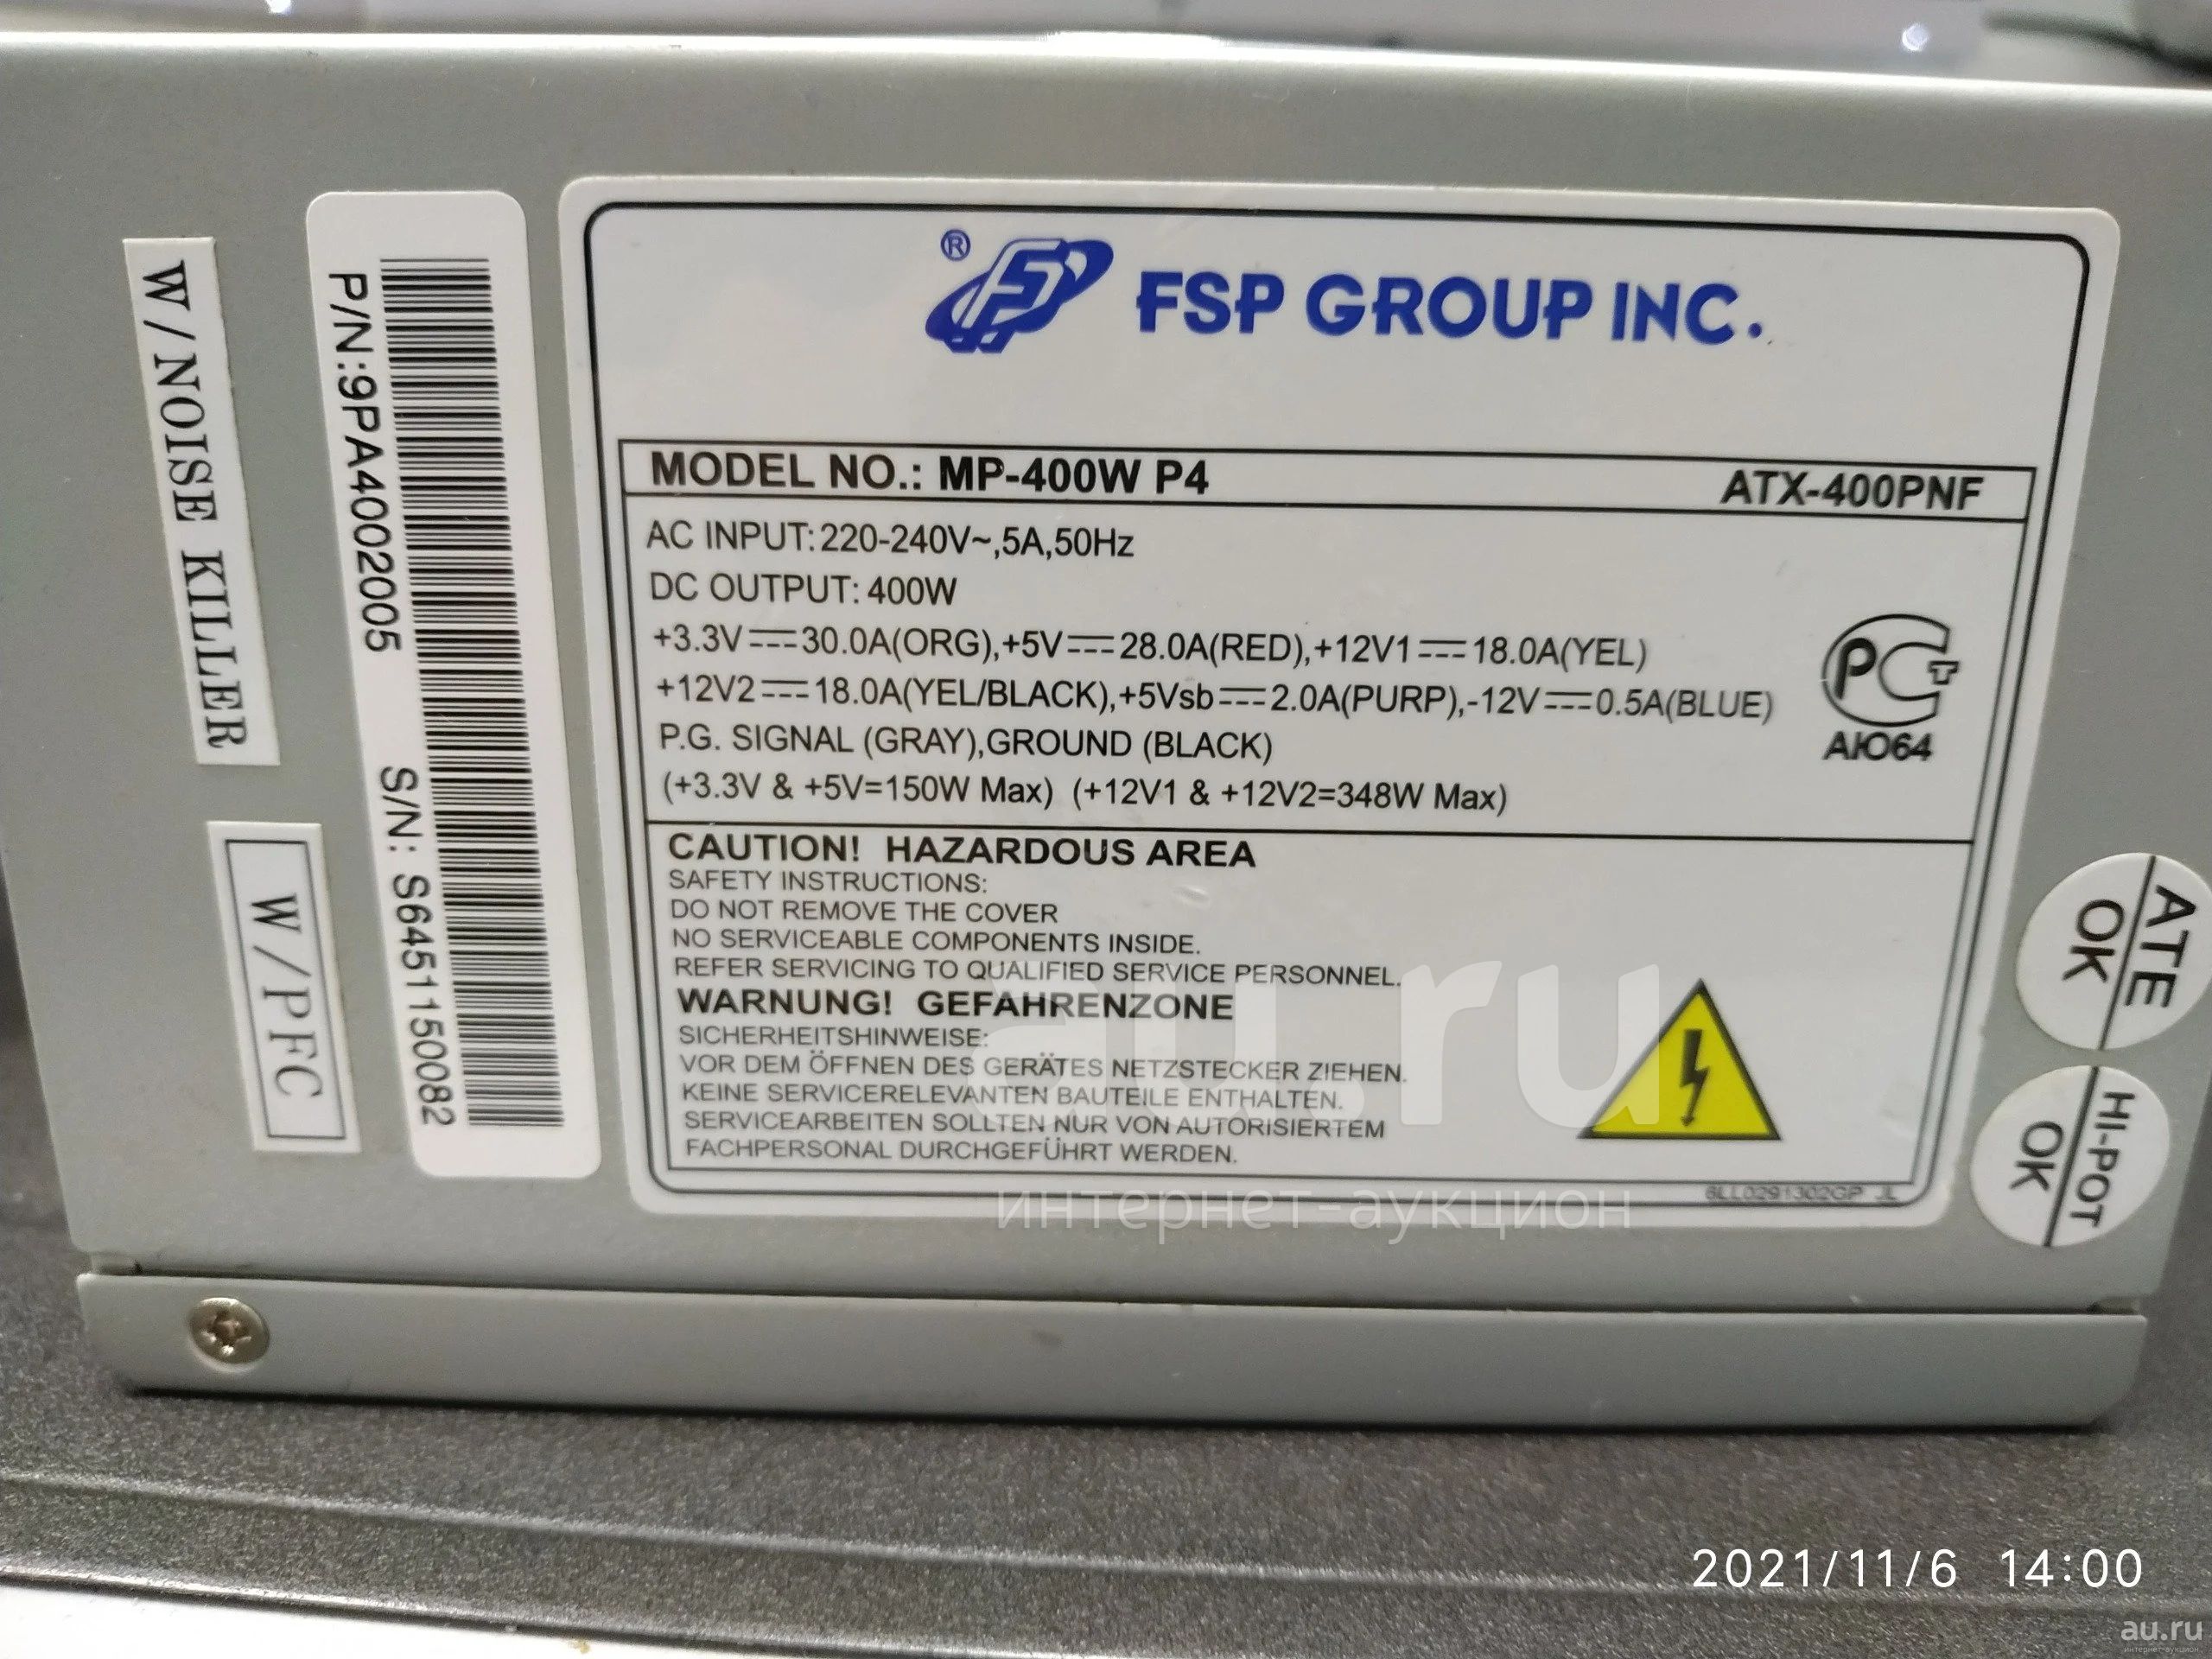 W/NOISE KILLER
W/PFC
P/N:9PA4002005 S/N: S6451150082
® FSP GROUP INC.
MODEL NO.: MP-400W P4 ATX-400PNF
AC INPUT:220-240V~,5A,50Hz
DC OUTPUT: 400W
+3.3V⎓30.0A(ORG),+5V⎓28.0A(RED),+12V1⎓18.0A(YEL)
+12V2⎓18.0A(YEL/BLACK),+5Vsb⎓2.0A(PURP),-12V⎓0.5A(BLUE)
P.G. SIGNAL (GRAY),GROUND (BLACK)
(+3.3V & +5V=150W Max) (+12V1 & +12V2=348W Max)
АЮ64
CAUTION! HAZARDOUS AREA
SAFETY INSTRUCTIONS:
DO NOT REMOVE THE COVER
NO SERVICEABLE COMPONENTS INSIDE.
REFER SERVICING TO QUALIFIED SERVICE PERSONNEL.
WARNUNG! GEFAHRENZONE
SICHERHEITSHINWEISE:
VOR DEM ÖFFNEN DES GERÄTES NETZSTECKER ZIEHEN.
KEINE SERVICERELEVANTEN BAUTEILE ENTHALTEN.
SERVICEARBEITEN SOLLTEN NUR VON AUTORISIERTEM
FACHPERSONAL DURCHGEFÜHRT WERDEN.
6LL0291302GP JL
ATE
OK
HI-POT
OK
au.ru
интернет-аукцион
2021/11/6 14:00
au.ru
интернет-аукцион